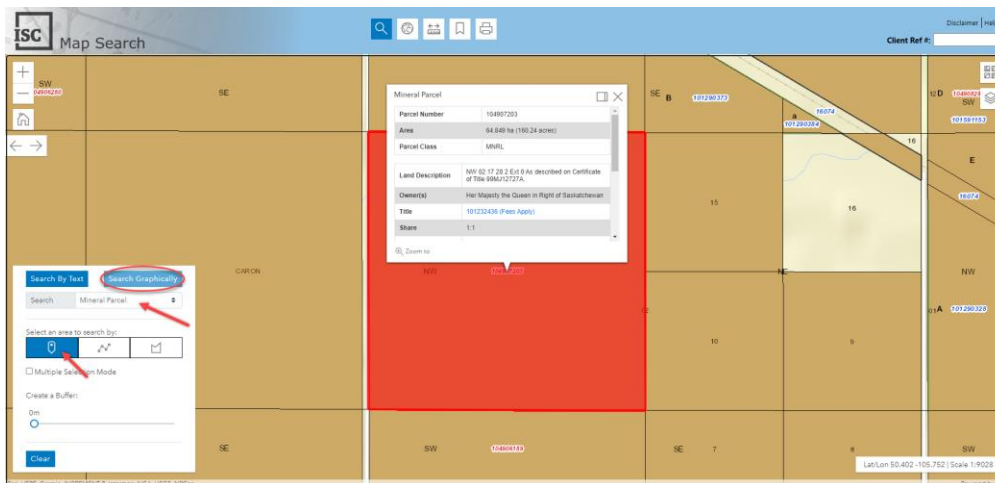 ISC
Map Search
Disclaimer | Hel
Client Ref #:
SW
SE
Mineral Parcel
Parcel Number 104907203
Area 64.849 ha (160.24 acres)
Parcel Class MNRL
Land Description NW 02 17 28 2 Ext 0 As described on Certificate
of Title 99MJ12727A.
Owner(s) Her Majesty the Queen in Right of Saskatchewan
Title 101232436 (Fees Apply)
Share 1:1
Zoom to
SE
B
101290373
a
101290384
16074
16
12 D
SW
101591153
E
16074
15
16
CARON
NW
NE
NW
10
9
A
101290328
Search By Text
Search Graphically
Search Mineral Parcel
Select an area to search by:
Multiple Selection Mode
Create a Buffer:
0m
Clear
SE
SW
SE
7
8
SW
Lat/Lon 50.402 -105.752 | Scale 1:9028